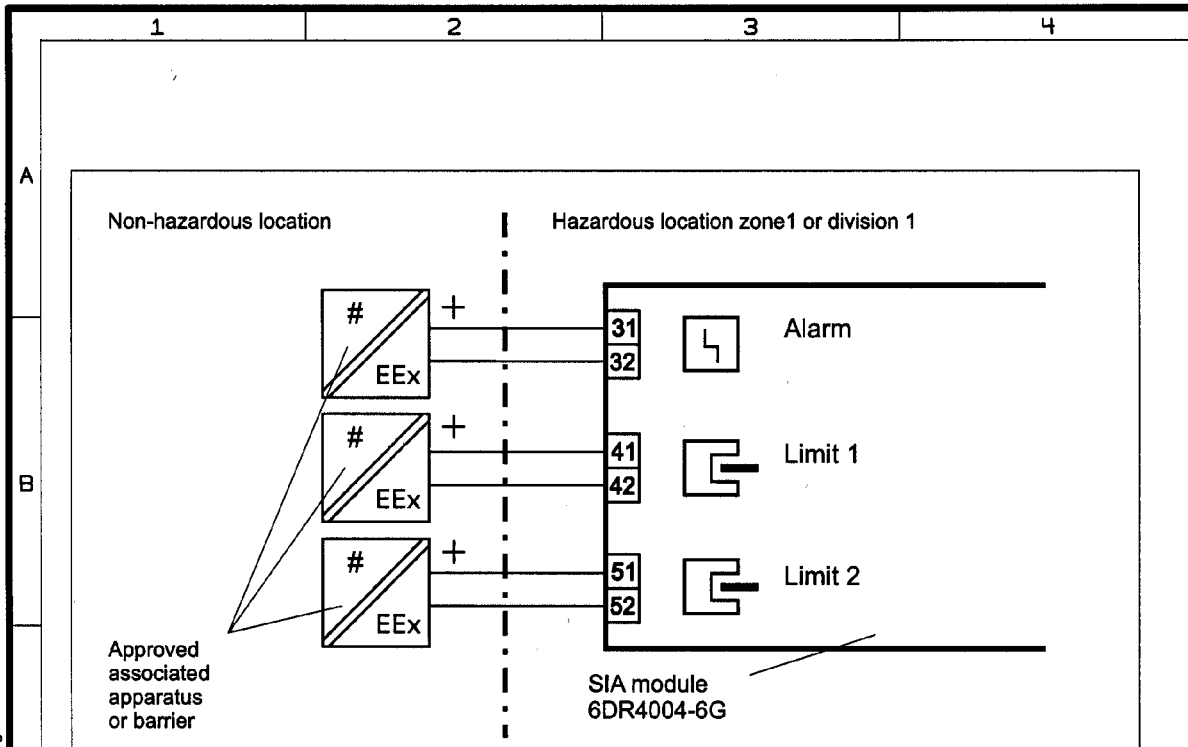 1 2 3 4
A
Non-hazardous location
Hazardous location zone1 or division 1
# EEx
+
31
32
Alarm
B
# EEx
+
41
42
Limit 1
# EEx
+
51
52
Limit 2
Approved
associated
apparatus
or barrier
SIA module
6DR4004-6G